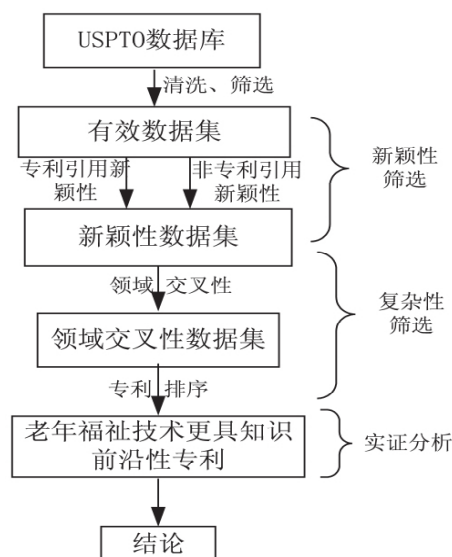 USPTO数据库
清洗、筛选
有效数据集
专利引用新
颖性
非专利引用
新颖性
新颖性
筛选
新颖性数据集
领域 交叉性
领域交叉性数据集
复杂性
筛选
专利 排序
老年福祉技术更具知识
前沿性专利
实证分析
结论